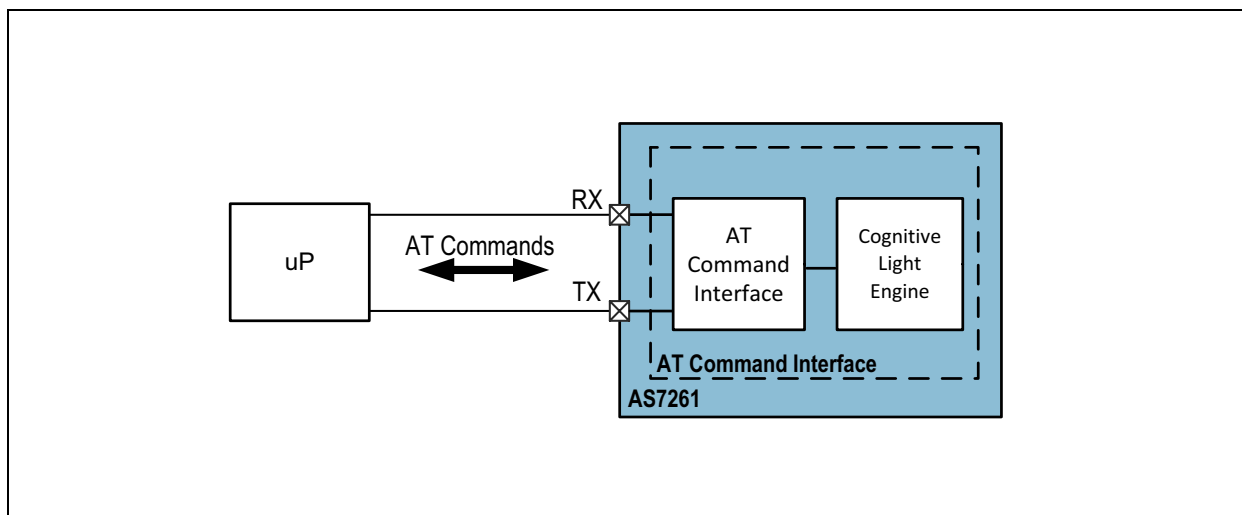 RX
uP
AT Commands
TX
AT
Command
Interface
Cognitive
Light
Engine
AT Command Interface
AS7261